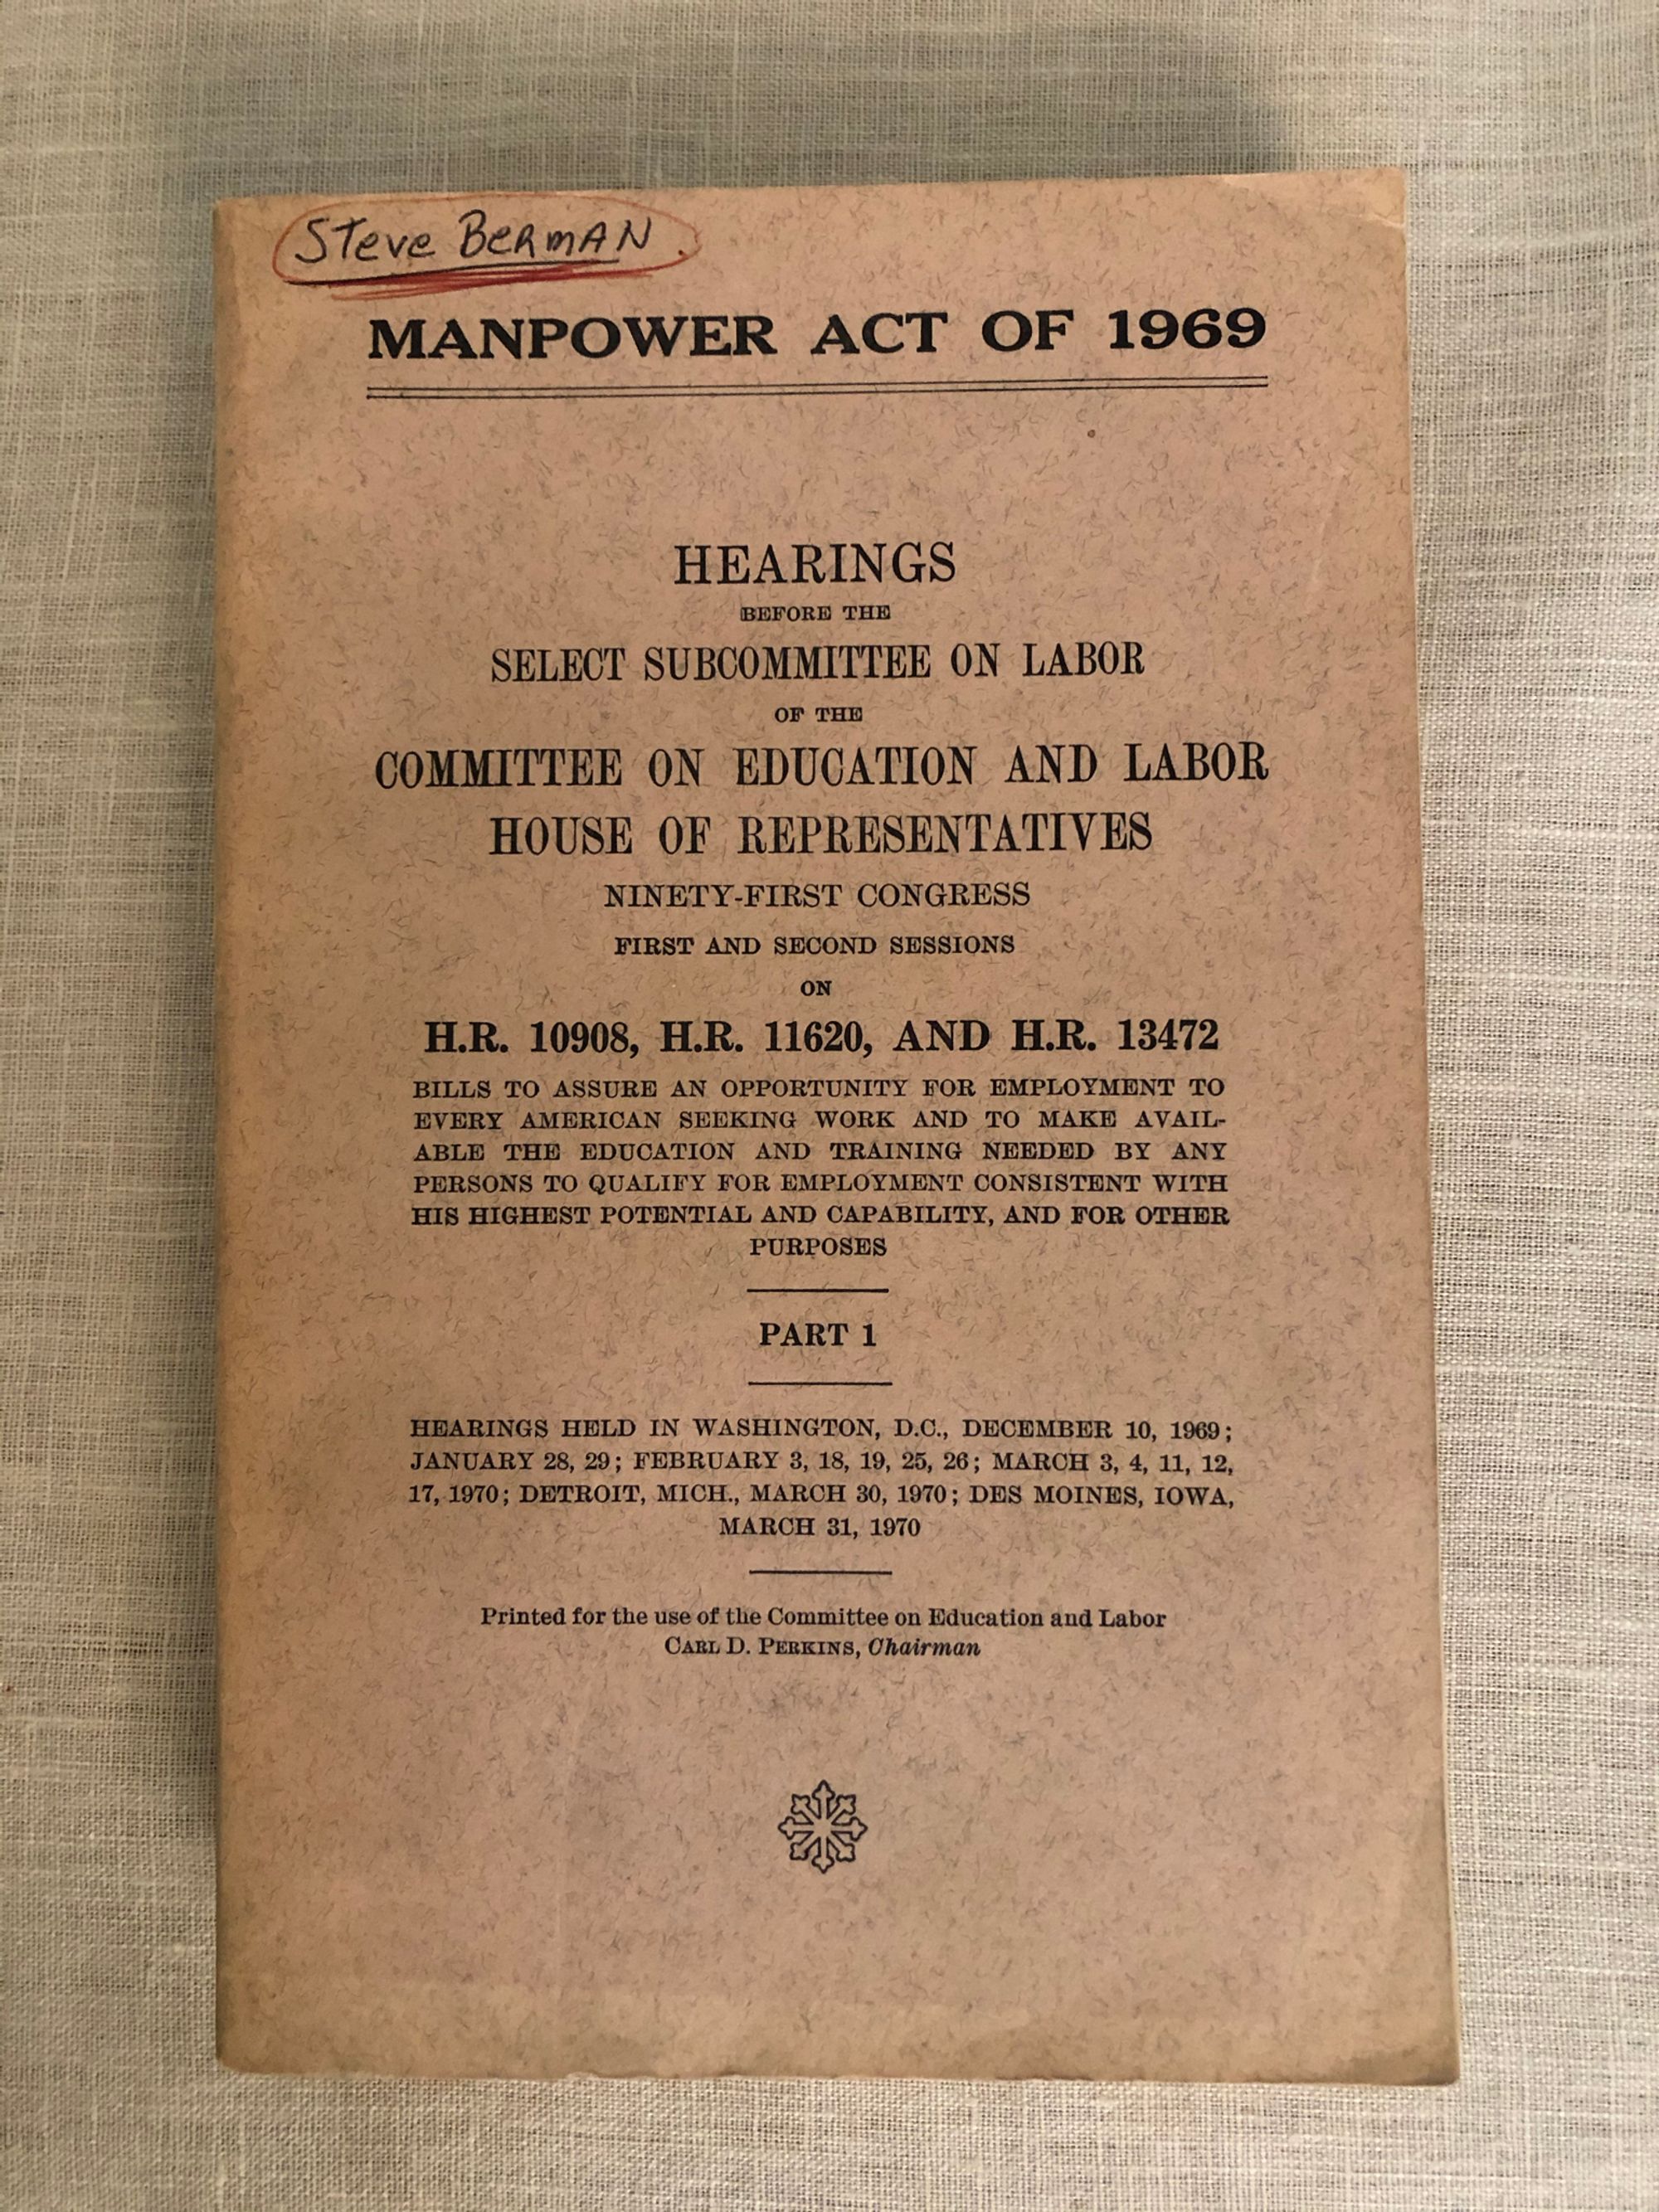 Steve Berman
MANPOWER ACT OF 1969
HEARINGS
BEFORE THE
SELECT SUBCOMMITTEE ON LABOR
OF THE
COMMITTEE ON EDUCATION AND LABOR
HOUSE OF REPRESENTATIVES
NINETY-FIRST CONGRESS
FIRST AND SECOND SESSIONS
ON
H.R. 10908, H.R. 11620, AND H.R. 13472
BILLS TO ASSURE AN OPPORTUNITY FOR EMPLOYMENT TO
EVERY AMERICAN SEEKING WORK AND TO MAKE AVAIL-
ABLE THE EDUCATION AND TRAINING NEEDED BY ANY
PERSONS TO QUALIFY FOR EMPLOYMENT CONSISTENT WITH
HIS HIGHEST POTENTIAL AND CAPABILITY, AND FOR OTHER
PURPOSES
PART 1
HEARINGS HELD IN WASHINGTON, D.C., DECEMBER 10, 1969;
JANUARY 28, 29; FEBRUARY 3, 18, 19, 25, 26; MARCH 3, 4, 11, 12,
17, 1970; DETROIT, MICH., MARCH 30, 1970; DES MOINES, IOWA,
MARCH 31, 1970
Printed for the use of the Committee on Education and Labor
CARL D. PERKINS, Chairman